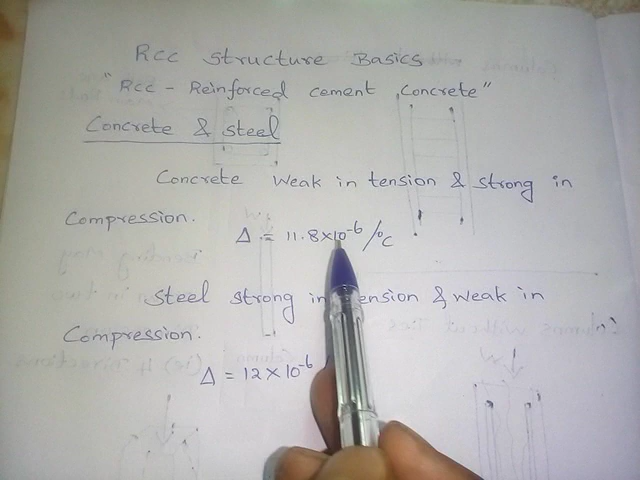 RCC Structure Basics
"RCC - Reinforced cement Concrete"
Concrete & steel
Concrete weak in tension & strong in
Compression.
Δ = 11.8×10⁻⁶/°C
Steel strong in tension & weak in
Compression.
Δ = 12×10⁻⁶